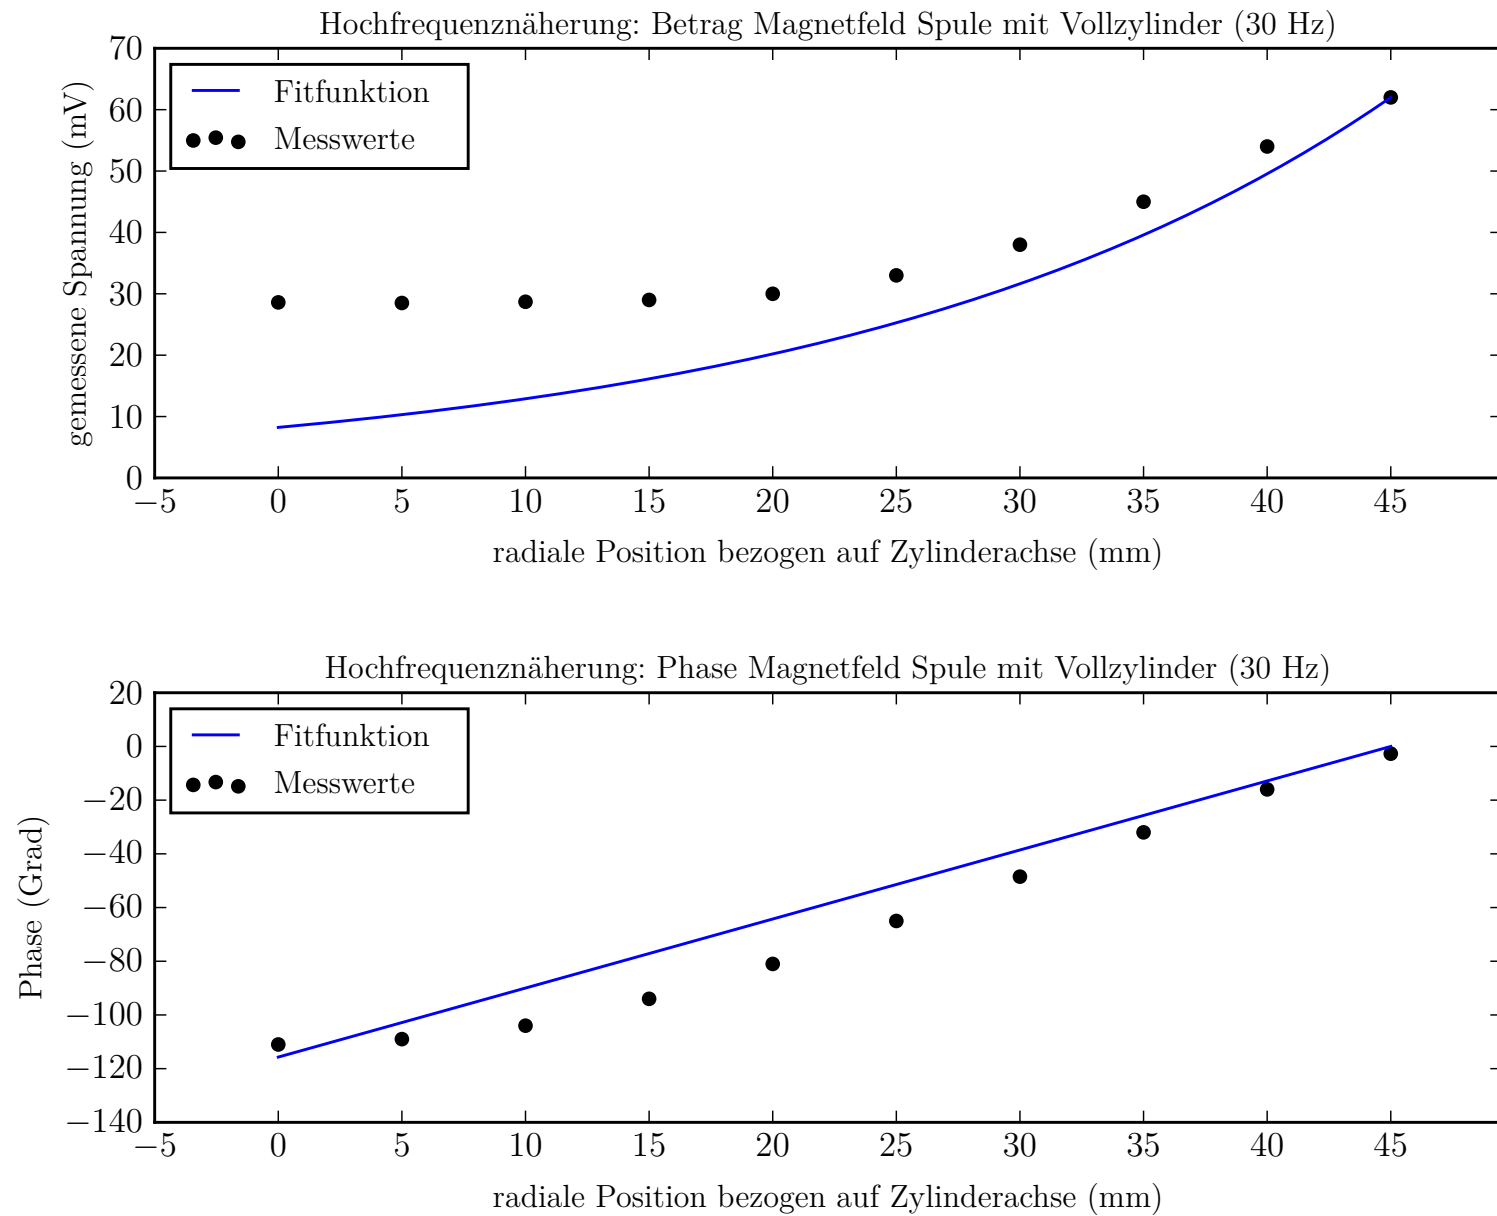 Hochfrequenznäherung: Betrag Magnetfeld Spule mit Vollzylinder (30 Hz)
gemessene Spannung (mV)
70
60
50
40
30
20
10
0
Fitfunktion
Messwerte
−5 0 5 10 15 20 25 30 35 40 45
radiale Position bezogen auf Zylinderachse (mm)
Hochfrequenznäherung: Phase Magnetfeld Spule mit Vollzylinder (30 Hz)
Phase (Grad)
20
0
−20
−40
−60
−80
−100
−120
−140
Fitfunktion
Messwerte
−5 0 5 10 15 20 25 30 35 40 45
radiale Position bezogen auf Zylinderachse (mm)